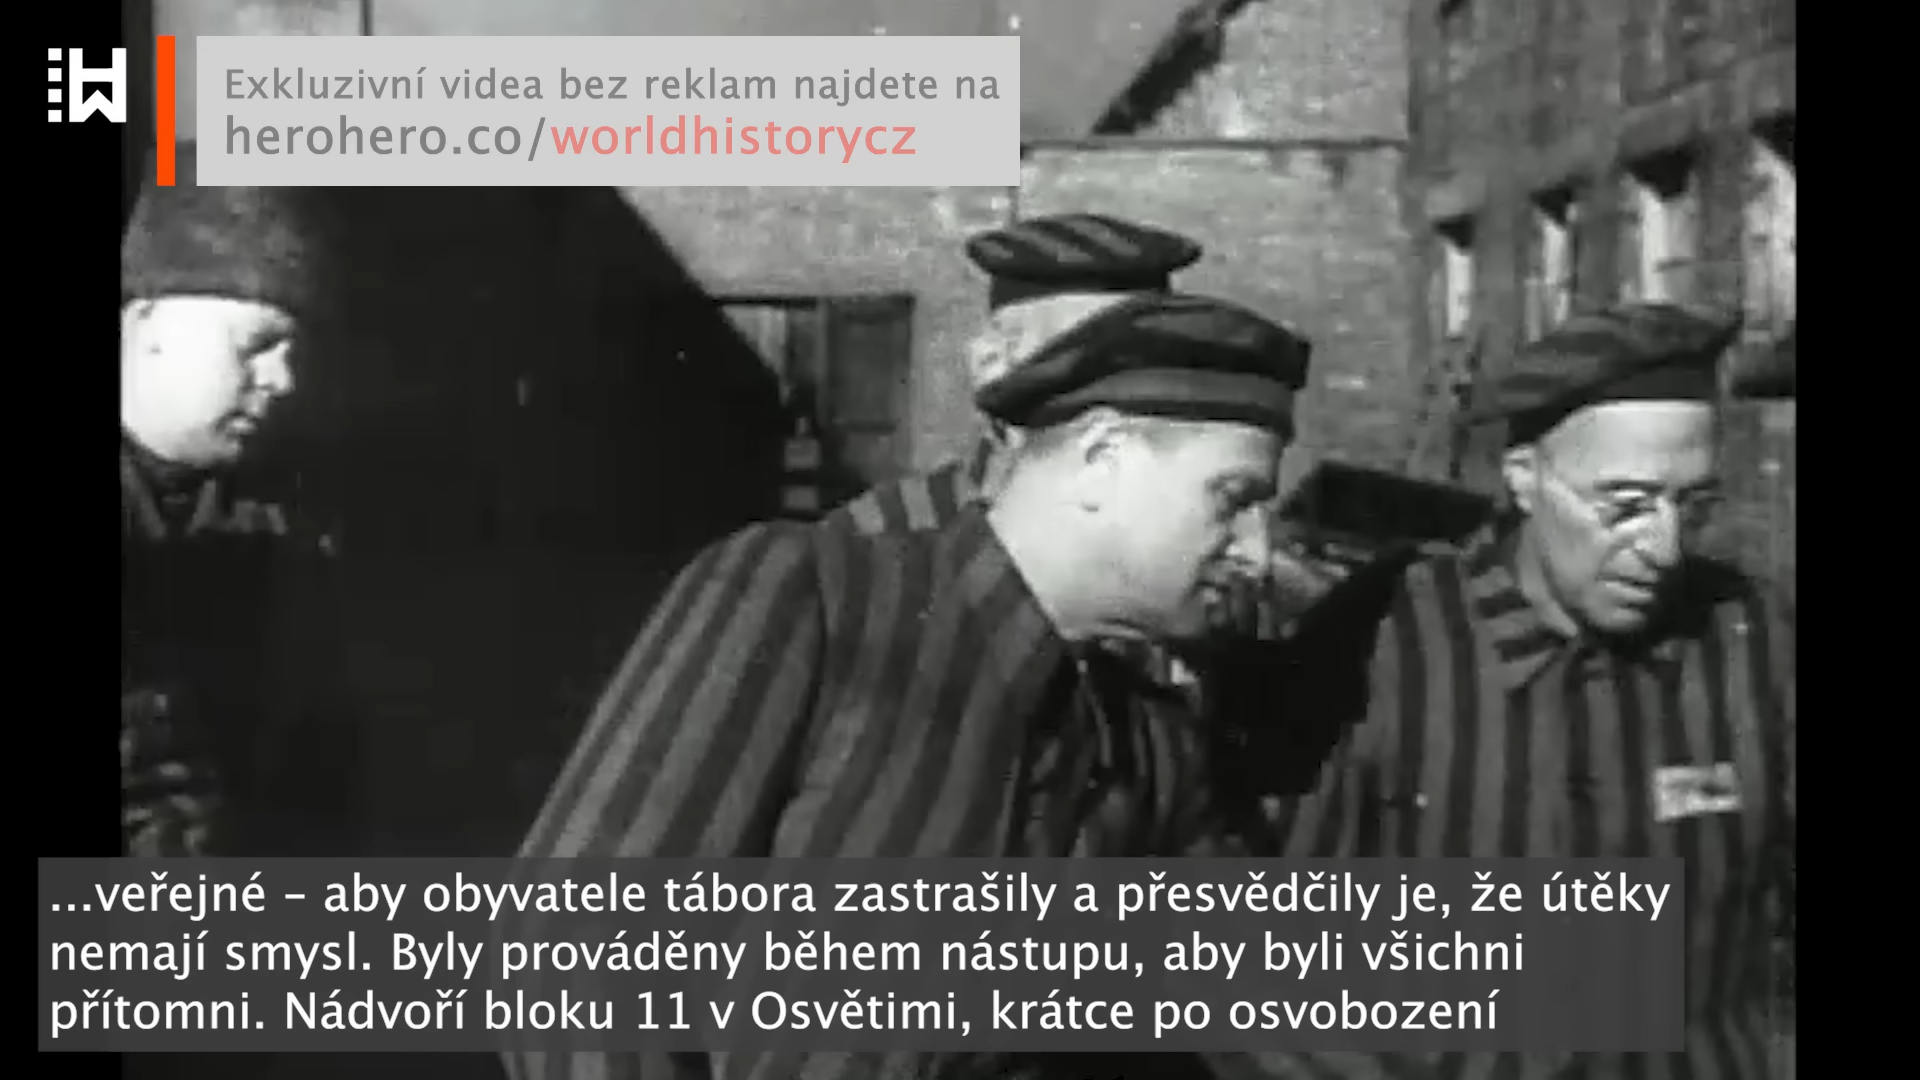 Exkluzivní videa bez reklam najdete na
herohero.co/worldhistorycz
...veřejné – aby obyvatele tábora zastrašily a přesvědčily je, že útěky
nemají smysl. Byly prováděny během nástupu, aby byli všichni
přítomni. Nádvoří bloku 11 v Osvětimi, krátce po osvobození